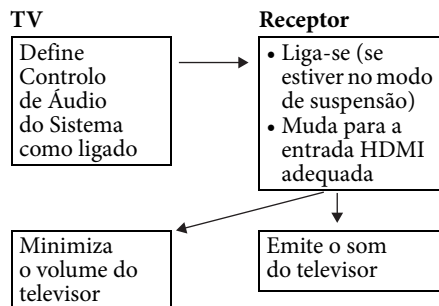 TV
Define
Controlo
de Áudio
do Sistema
como ligado
Receptor
• Liga-se (se
estiver no modo
de suspensão)
• Muda para a
entrada HDMI
adequada
Minimiza
o volume do
televisor
Emite o som
do televisor